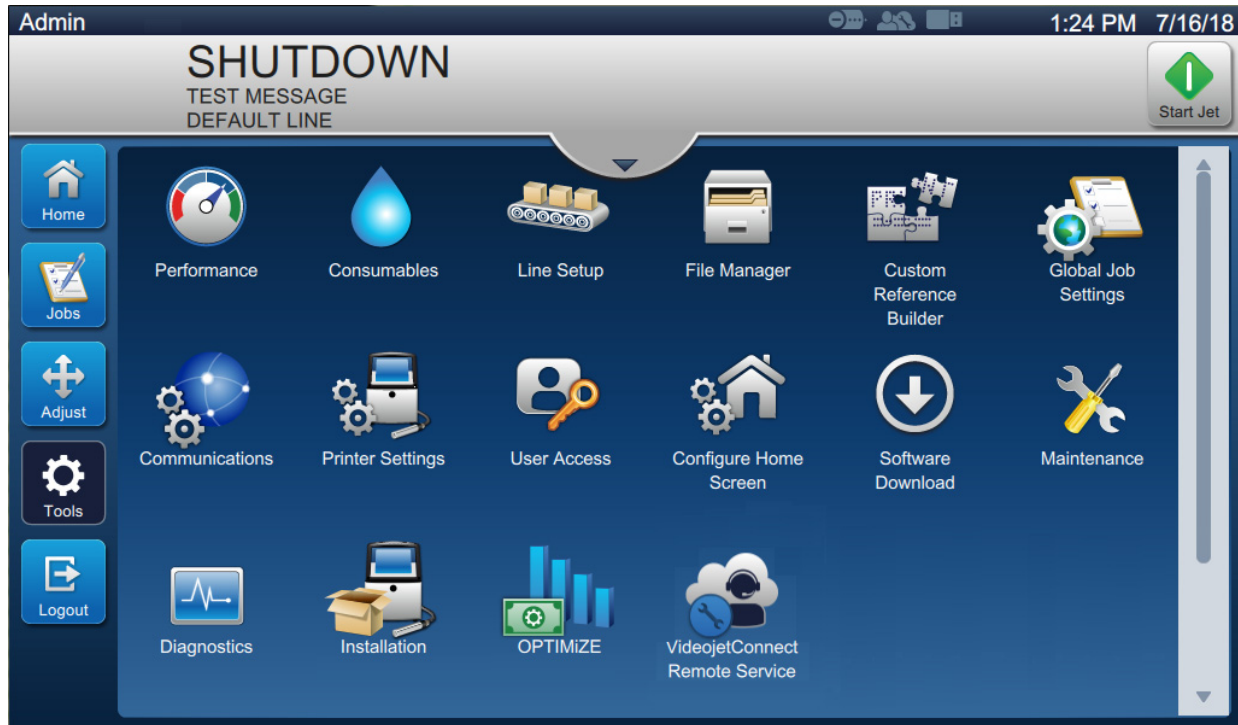 Admin
1:24 PM 7/16/18
SHUTDOWN
TEST MESSAGE
DEFAULT LINE
Start Jet
Home
Jobs
Adjust
Tools
Logout
Performance
Consumables
Line Setup
File Manager
Custom
Reference
Builder
Global Job
Settings
Communications
Printer Settings
User Access
Configure Home
Screen
Software
Download
Maintenance
Diagnostics
Installation
OPTIMiZE
VideojetConnect
Remote Service